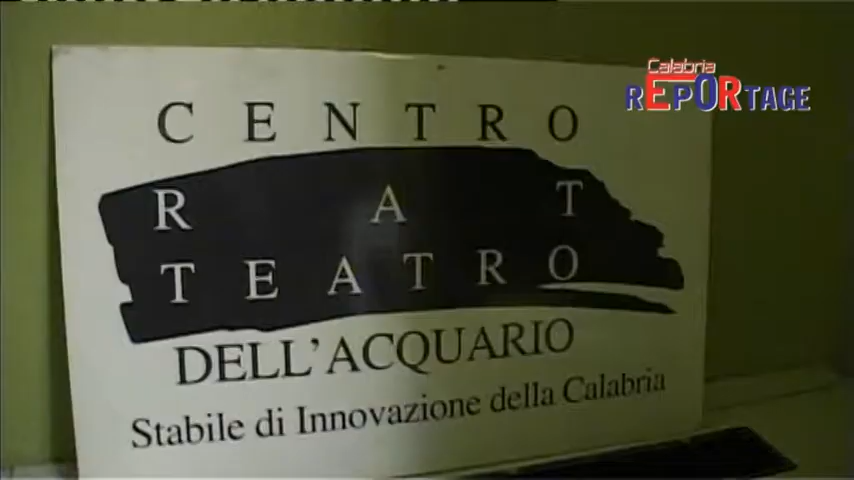 Calabria
REPORTAGE
CENTRO
RAT
TEATRO
DELL'ACQUARIO
Stabile di Innovazione della Calabria